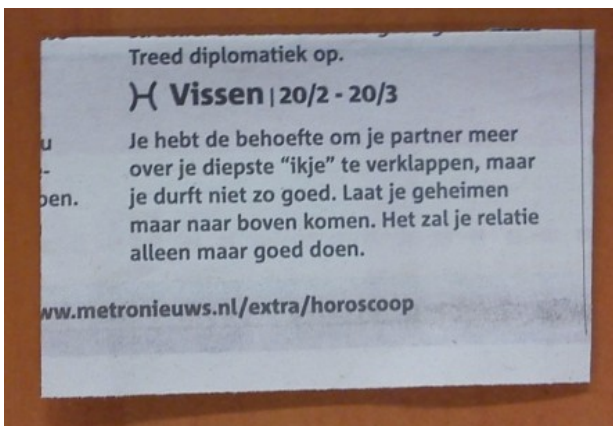 Treed diplomatiek op.
Vissen | 20/2 - 20/3
u
Je hebt de behoefte om je partner meer
-
over je diepste “ikje” te verklappen, maar
pen.
je durft niet zo goed. Laat je geheimen
maar naar boven komen. Het zal je relatie
alleen maar goed doen.
ww.metronieuws.nl/extra/horoscoop